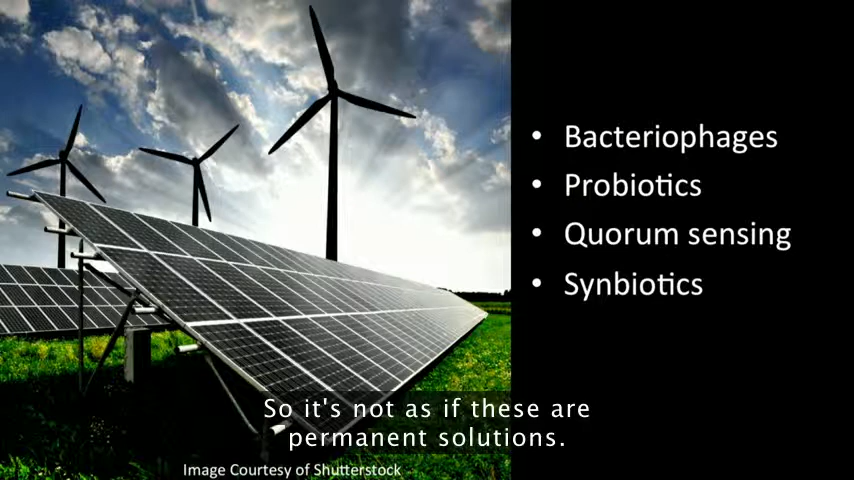 • Bacteriophages
• Probiotics
• Quorum sensing
• Synbiotics
So it's not as if these are
permanent solutions.
Image Courtesy of Shutterstock